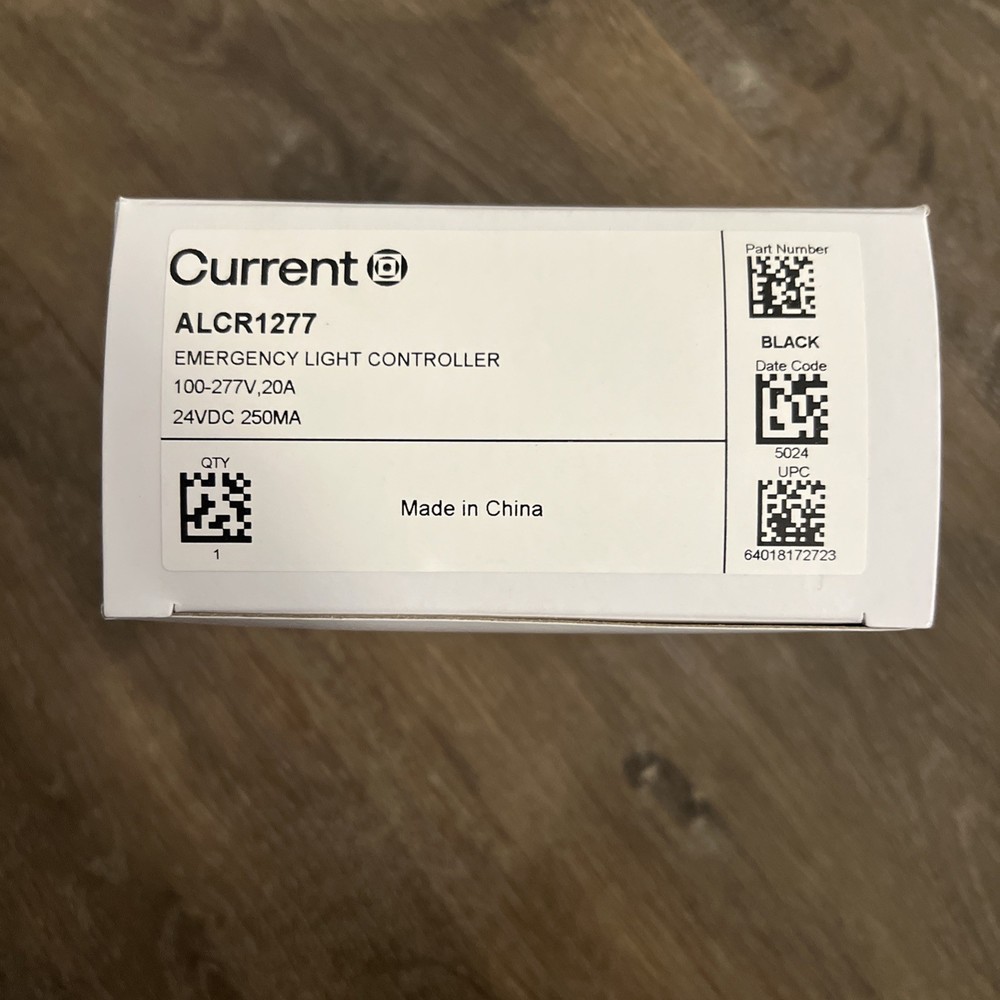 Current
ALCR1277
EMERGENCY LIGHT CONTROLLER
100-277V,20A
24VDC 250MA
QTY
1
Made in China
Part Number
BLACK
Date Code
5024
UPC
64018172723